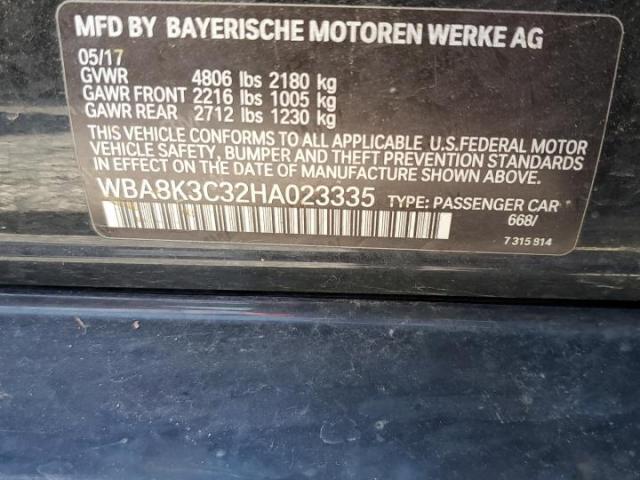 MFD BY BAYERISCHE MOTOREN WERKE AG
05/17
GVWR 4806 lbs 2180 kg
GAWR FRONT 2216 lbs 1005 kg
GAWR REAR 2712 lbs 1230 kg
THIS VEHICLE CONFORMS TO ALL APPLICABLE U.S.FEDERAL MOTOR
VEHICLE SAFETY, BUMPER AND THEFT PREVENTION STANDARDS IN
EFFECT ON THE DATE OF MANUFACTURE SHOWN ABOVE.
WBA8K3C32HA023335 TYPE: PASSENGER CAR
668/
7 315 914